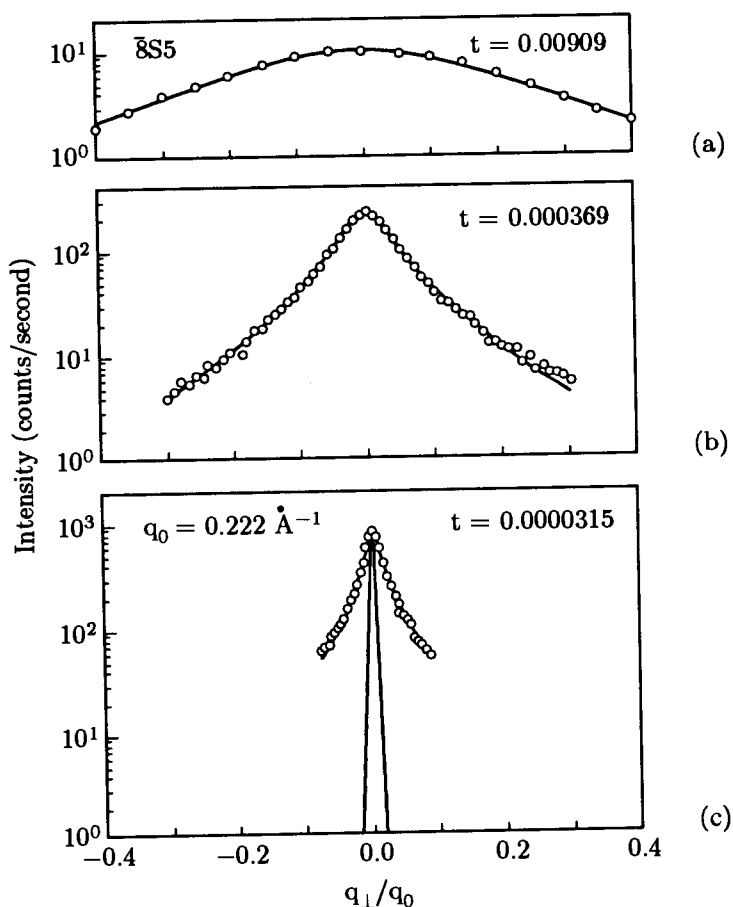 8̄S5
t = 0.00909
10¹
10⁰
(a)
t = 0.000369
10²
10¹
10⁰
(b)
Intensity (counts/second)
q₀ = 0.222 Å⁻¹
t = 0.0000315
10³
10²
10¹
10⁰
(c)
−0.4
−0.2
0.0
0.2
0.4
q⊥/q₀